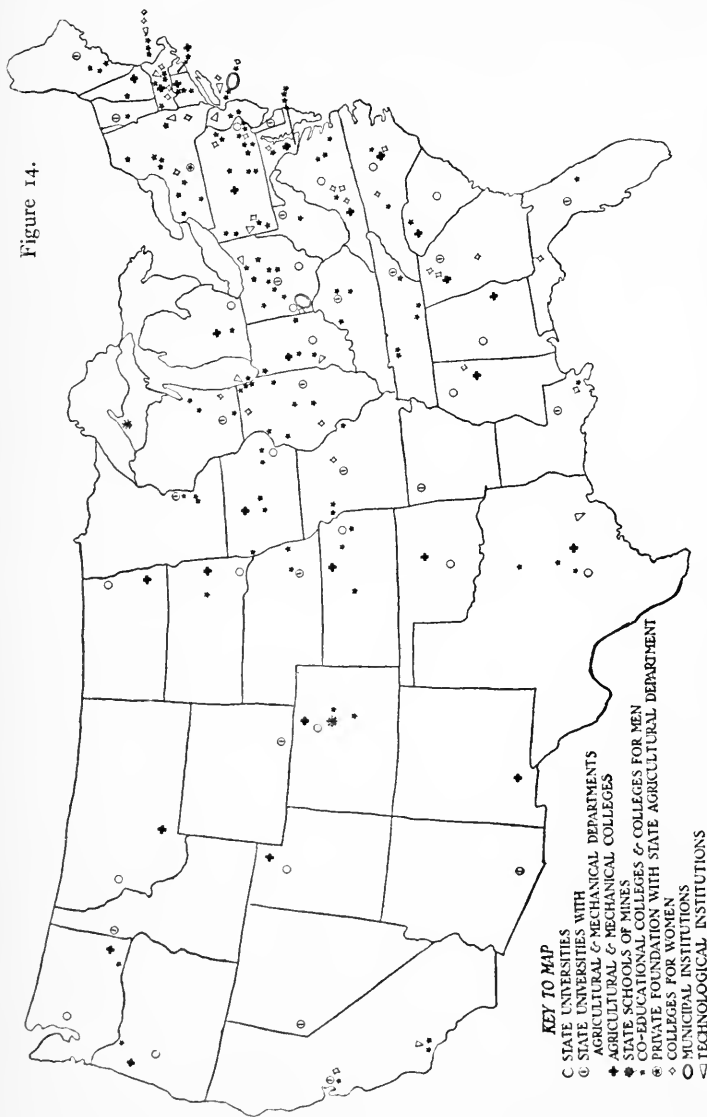 Figure 14.
KEY TO MAP
STATE UNIVERSITIES
STATE UNIVERSITIES WITH
AGRICULTURAL & MECHANICAL DEPARTMENTS
AGRICULTURAL & MECHANICAL COLLEGES
STATE SCHOOLS OF MINES
CO-EDUCATIONAL COLLEGES & COLLEGES FOR MEN
PRIVATE FOUNDATION WITH STATE AGRICULTURAL DEPARTMENT
COLLEGES FOR WOMEN
MUNICIPAL INSTITUTIONS
TECHNOLOGICAL INSTITUTIONS